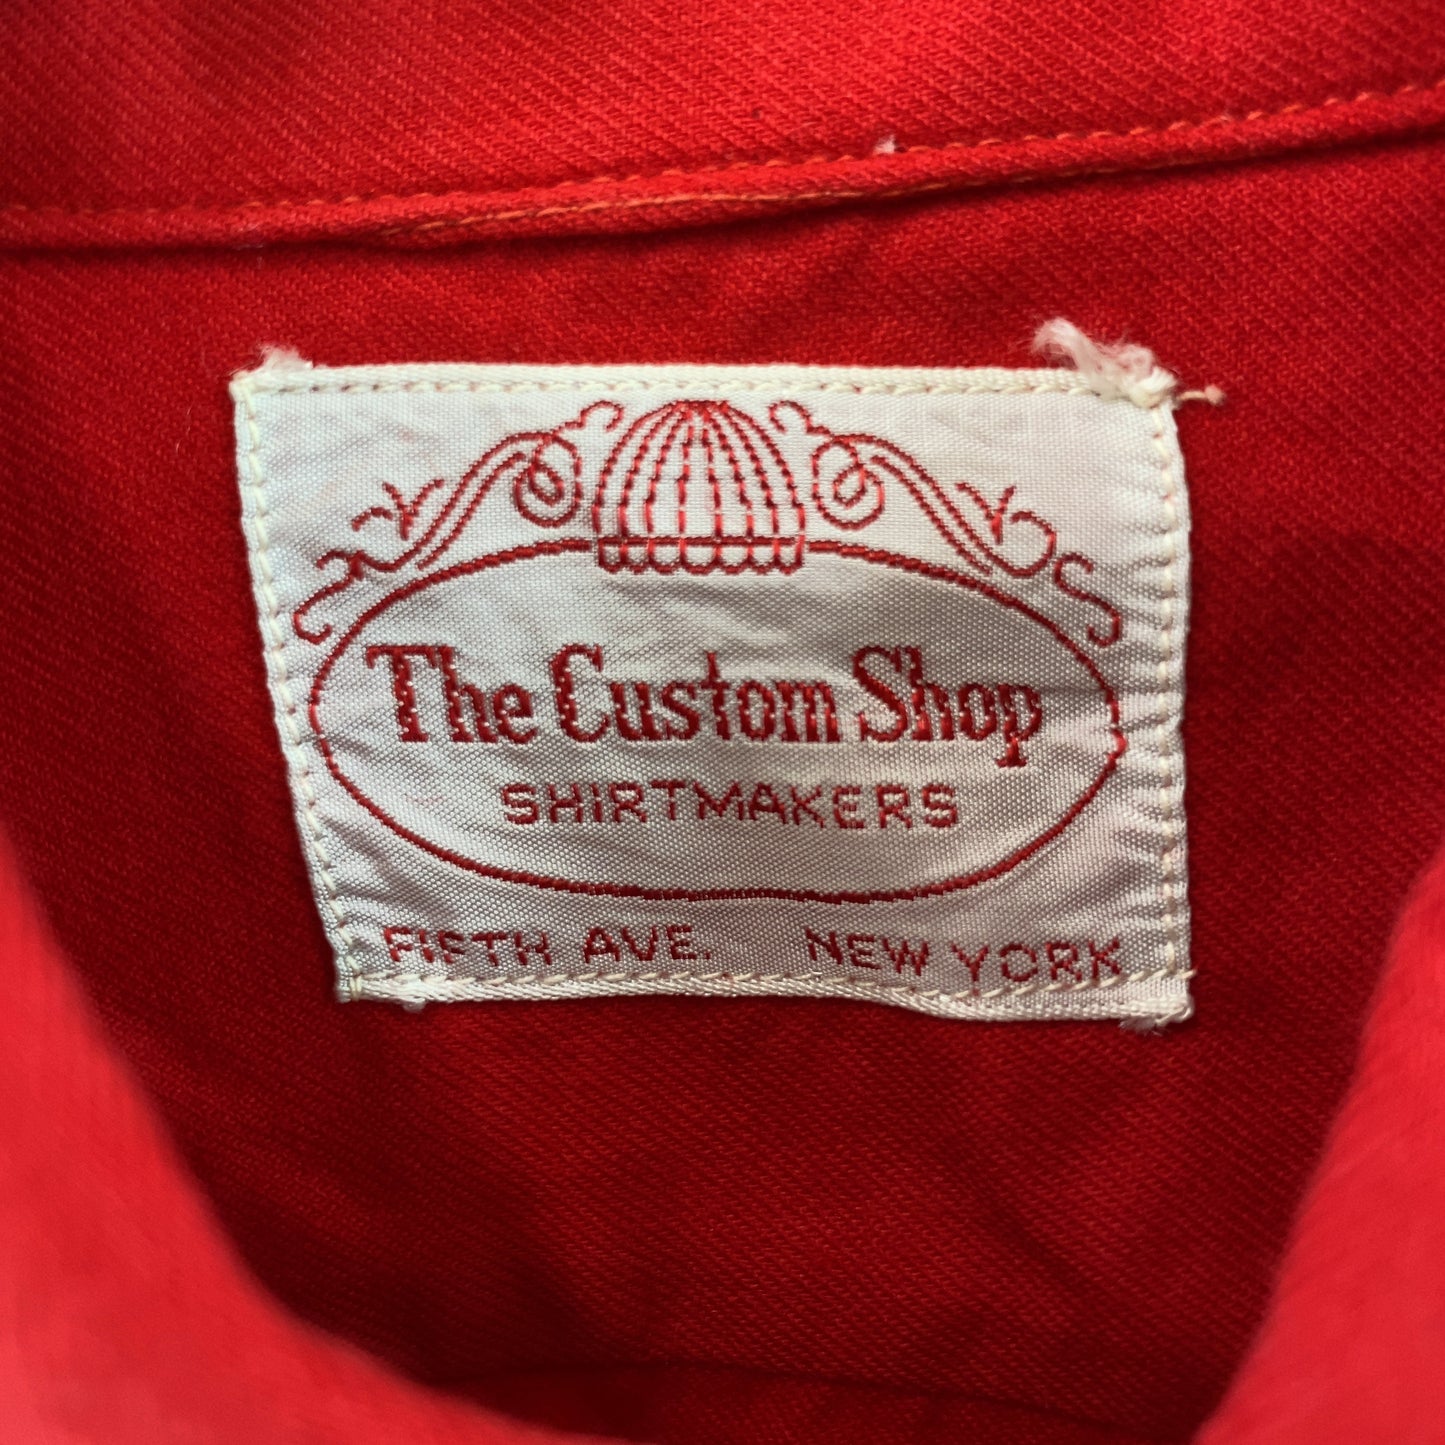 The Custom Shop
SHIRTMAKERS
FIFTH AVE. NEW YORK